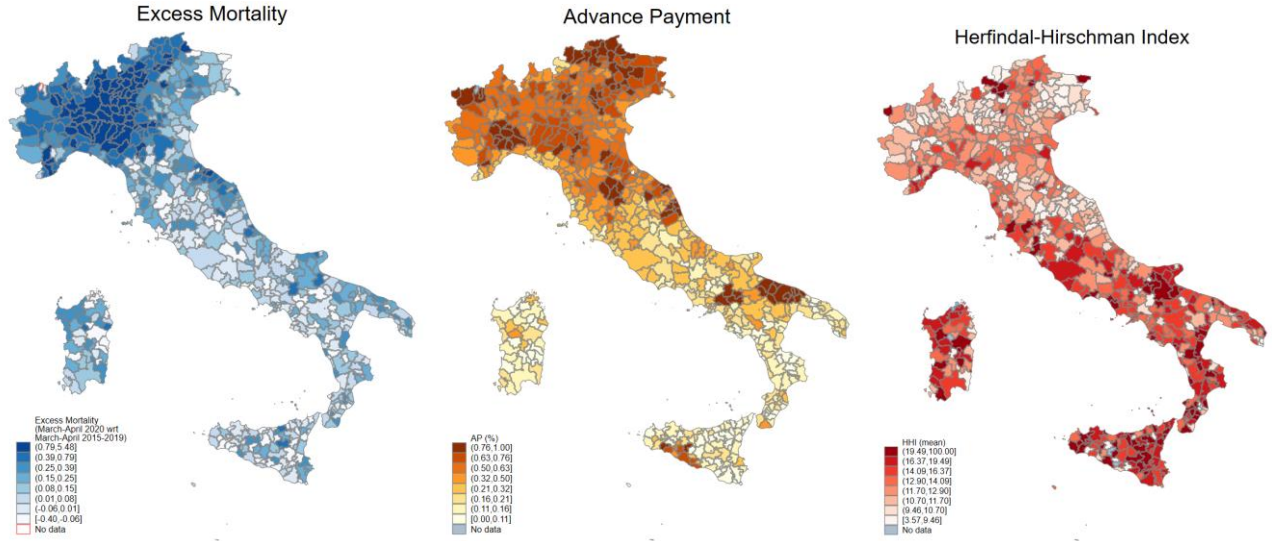 Excess Mortality
Advance Payment
Herfindal-Hirschman Index
Excess Mortality
(March-April 2020 wrt
March-April 2015-2019)
(0.79,5.48]
(0.39,0.79]
(0.25,0.39]
(0.15,0.25]
(0.08,0.15]
(0.01,0.08]
(-0.06,0.01]
[-0.40,-0.06]
No data
AP (%)
(0.76,1.00]
(0.63,0.76]
(0.50,0.63]
(0.32,0.50]
(0.21,0.32]
(0.16,0.21]
(0.11,0.16]
[0.00,0.11]
No data
HHI (mean)
(19.49,100.00]
(16.37,19.49]
(14.09,16.37]
(12.90,14.09]
(11.70,12.90]
(10.70,11.70]
(9.46,10.70]
[3.57,9.46]
No data